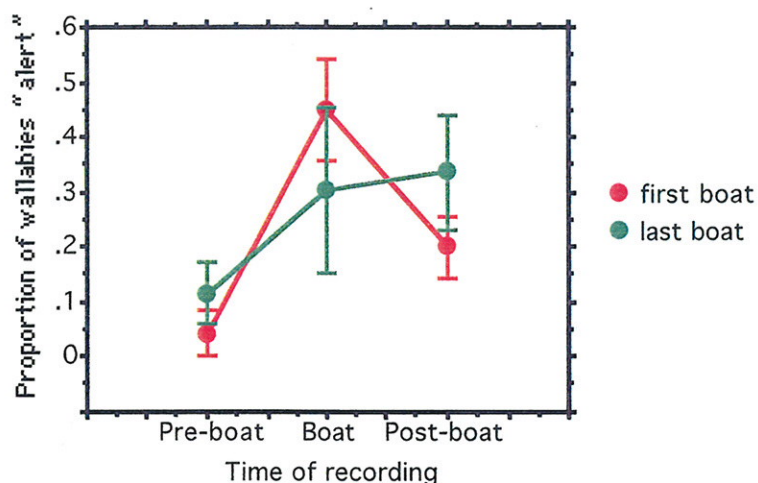 Proportion of wallabies “alert”
.6
.5
.4
.3
.2
.1
0
Pre-boat Boat Post-boat
Time of recording
first boat
last boat